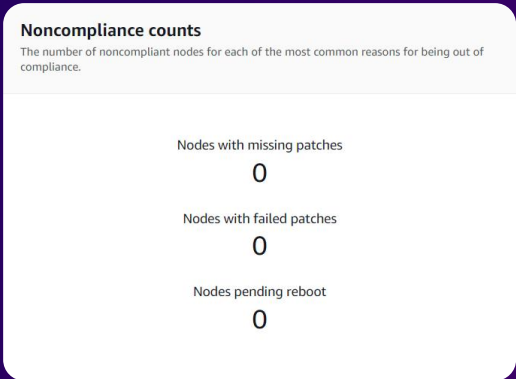 Noncompliance counts
The number of noncompliant nodes for each of the most common reasons for being out of
compliance.
Nodes with missing patches
0
Nodes with failed patches
0
Nodes pending reboot
0